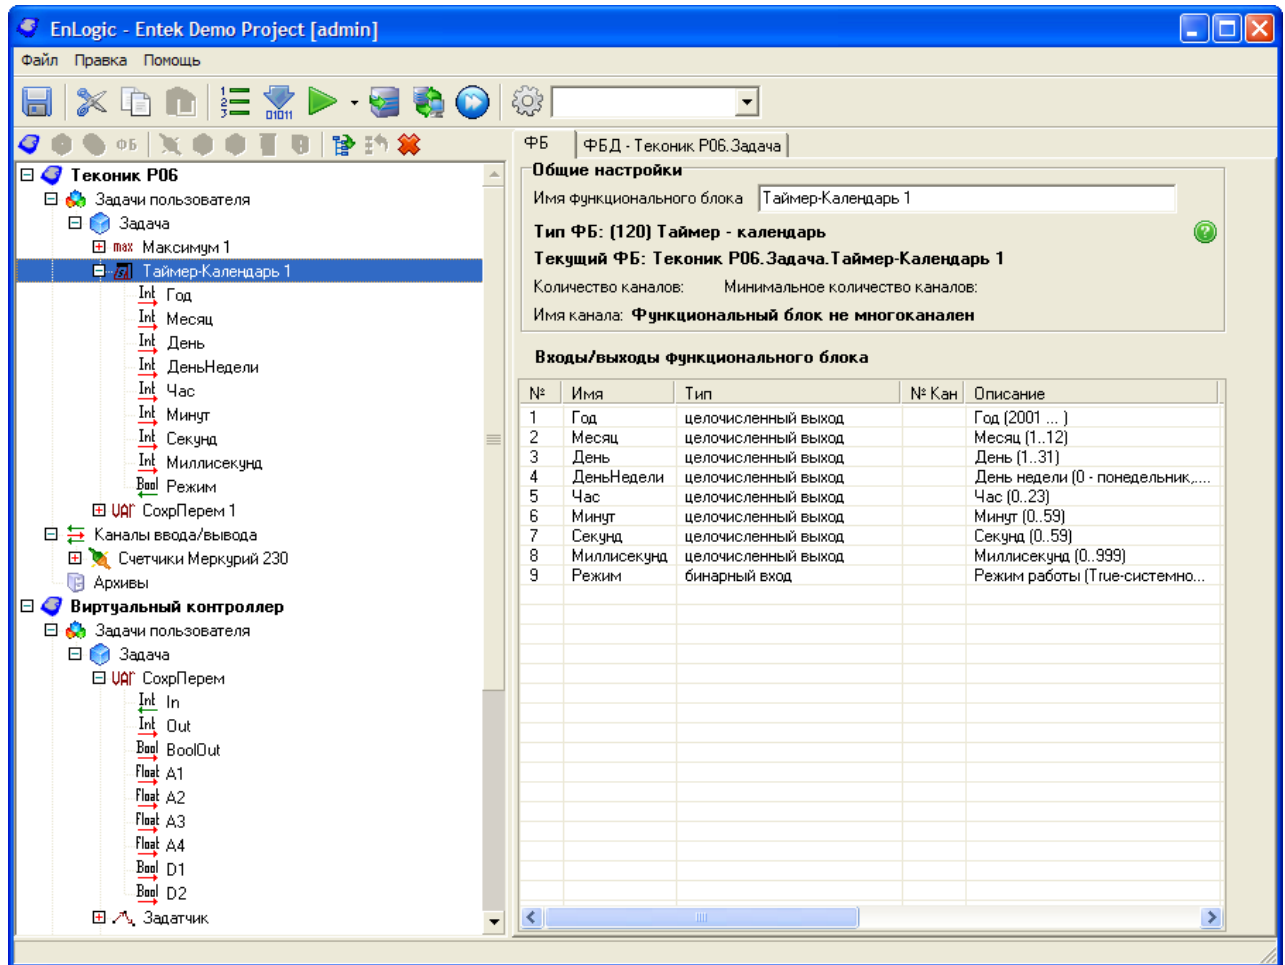 EnLogic - Entek Demo Project [admin]
Файл Правка Помощь
1
2
3
01011
ФБ
Теконик P06
Задачи пользователя
Задача
max Максимум 1
Таймер-Календарь 1
Int Год
Int Месяц
Int День
Int ДеньНедели
Int Час
Int Минут
Int Секунд
Int Миллисекунд
Bool Режим
VAR СохрПерем 1
Каналы ввода/вывода
Счетчики Меркурий 230
Архивы
Виртуальный контроллер
Задачи пользователя
Задача
VAR СохрПерем
Int In
Int Out
Bool BoolOut
Float A1
Float A2
Float A3
Float A4
Bool D1
Bool D2
Задатчик
ФБ ФБД - Теконик P06.Задача
Общие настройки
Имя функционального блока Таймер-Календарь 1
Тип ФБ: (120) Таймер - календарь
Текущий ФБ: Теконик P06.Задача.Таймер-Календарь 1
Количество каналов: Минимальное количество каналов:
Имя канала: Функциональный блок не многоканален
Входы/выходы функционального блока
№ Имя Тип № Кан Описание
1 Год целочисленный выход Год (2001 ... )
2 Месяц целочисленный выход Месяц (1..12)
3 День целочисленный выход День (1..31)
4 ДеньНедели целочисленный выход День недели (0 - понедельник,....
5 Час целочисленный выход Час (0..23)
6 Минут целочисленный выход Минут (0..59)
7 Секунд целочисленный выход Секунд (0..59)
8 Миллисекунд целочисленный выход Миллисекунд (0..999)
9 Режим бинарный вход Режим работы (True-системно...